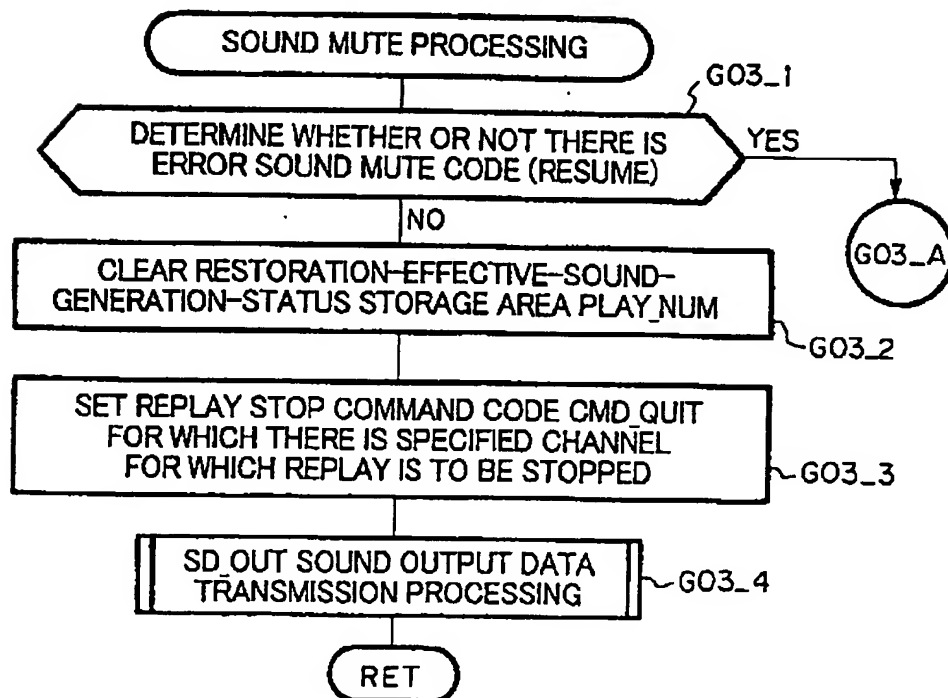 SOUND MUTE PROCESSING
G03_1
DETERMINE WHETHER OR NOT THERE IS
ERROR SOUND MUTE CODE (RESUME)
YES
NO
G03_A
CLEAR RESTORATION-EFFECTIVE-SOUND-
GENERATION-STATUS STORAGE AREA PLAY_NUM
G03_2
SET REPLAY STOP COMMAND CODE CMD_QUIT
FOR WHICH THERE IS SPECIFIED CHANNEL
FOR WHICH REPLAY IS TO BE STOPPED
G03_3
SD_OUT SOUND OUTPUT DATA
TRANSMISSION PROCESSING
G03_4
RET